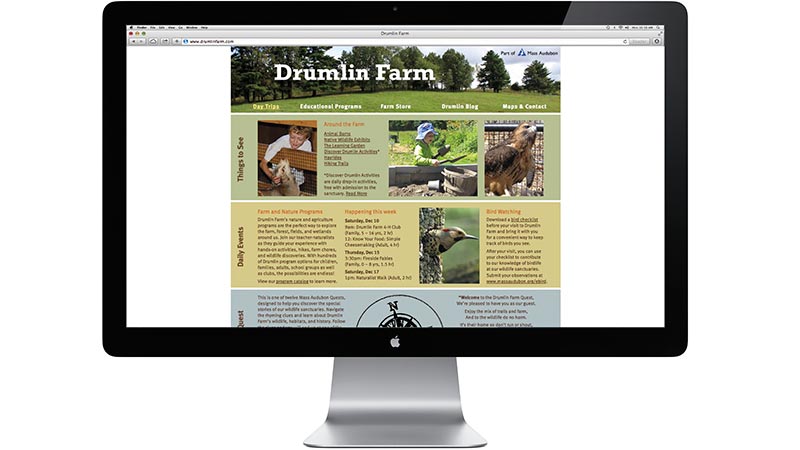 Finder File Edit View Go Window Help
Drumlin Farm
www.drumlinfarm.com
Part of Mass Audubon
Drumlin Farm
Day Trips Educational Programs Farm Store Drumlin Blog Maps & Contact
Things to See
Around the Farm
Animal Barns
Native Wildlife Exhibits
The Learning Garden
Discover Drumlin Activities*
Hayrides
Hiking Trails
*Discover Drumlin Activities
are daily drop-in activities,
free with admission to the
sanctuary. Read More
Daily Events
Farm and Nature Programs
Drumlin Farm's nature and agriculture
programs are the perfect way to explore
the farm, forest, fields, and wetlands
around us. Join our teacher-naturalists
as they guide your experience with
hands-on activities, hikes, farm chores,
and wildlife discoveries. With hundreds
of Drumlin program options for children,
families, adults, school groups as well
as clubs, the possibilities are endless!
View our program catalog to learn more.
Happening this week
Saturday, Dec 10
9am: Drumlin Farm 4-H Club
(Family, 5 – 16 yrs, 2 hr)
12: Know Your Food: Simple
Cheesemaking (Adult, 4 hr)
Thursday, Dec 15
3:30pm: Fireside Fables
(Family, 0 – 8 yrs, 1.5 hr)
Saturday, Dec 17
1pm: Naturalist Walk (Adult, 2 hr)
Bird Watching
Download a bird checklist
before your visit to Drumlin
Farm and bring it with you
for a convenient way to keep
track of birds you see.
After your visit, you can
use your checklist to
contribute to our knowledge
of birdlife and wildlife
at our wildlife sanctuaries.
Submit your observations at
www.massaudubon.org/ebird.
Quest
This is one of twelve Mass Audubon Quests,
designed to help you discover the special
stories of our wildlife sanctuaries. Navigate
the rhyming clues and learn about Drumlin
Farm's wildlife, habitats, and history. Follow
N
"Welcome to the Drumlin Farm Quest,
We're pleased to have you as our guest.
Enjoy the mix of trails and farm,
And to the wildlife do no harm.
It's their home so don't run or shout,